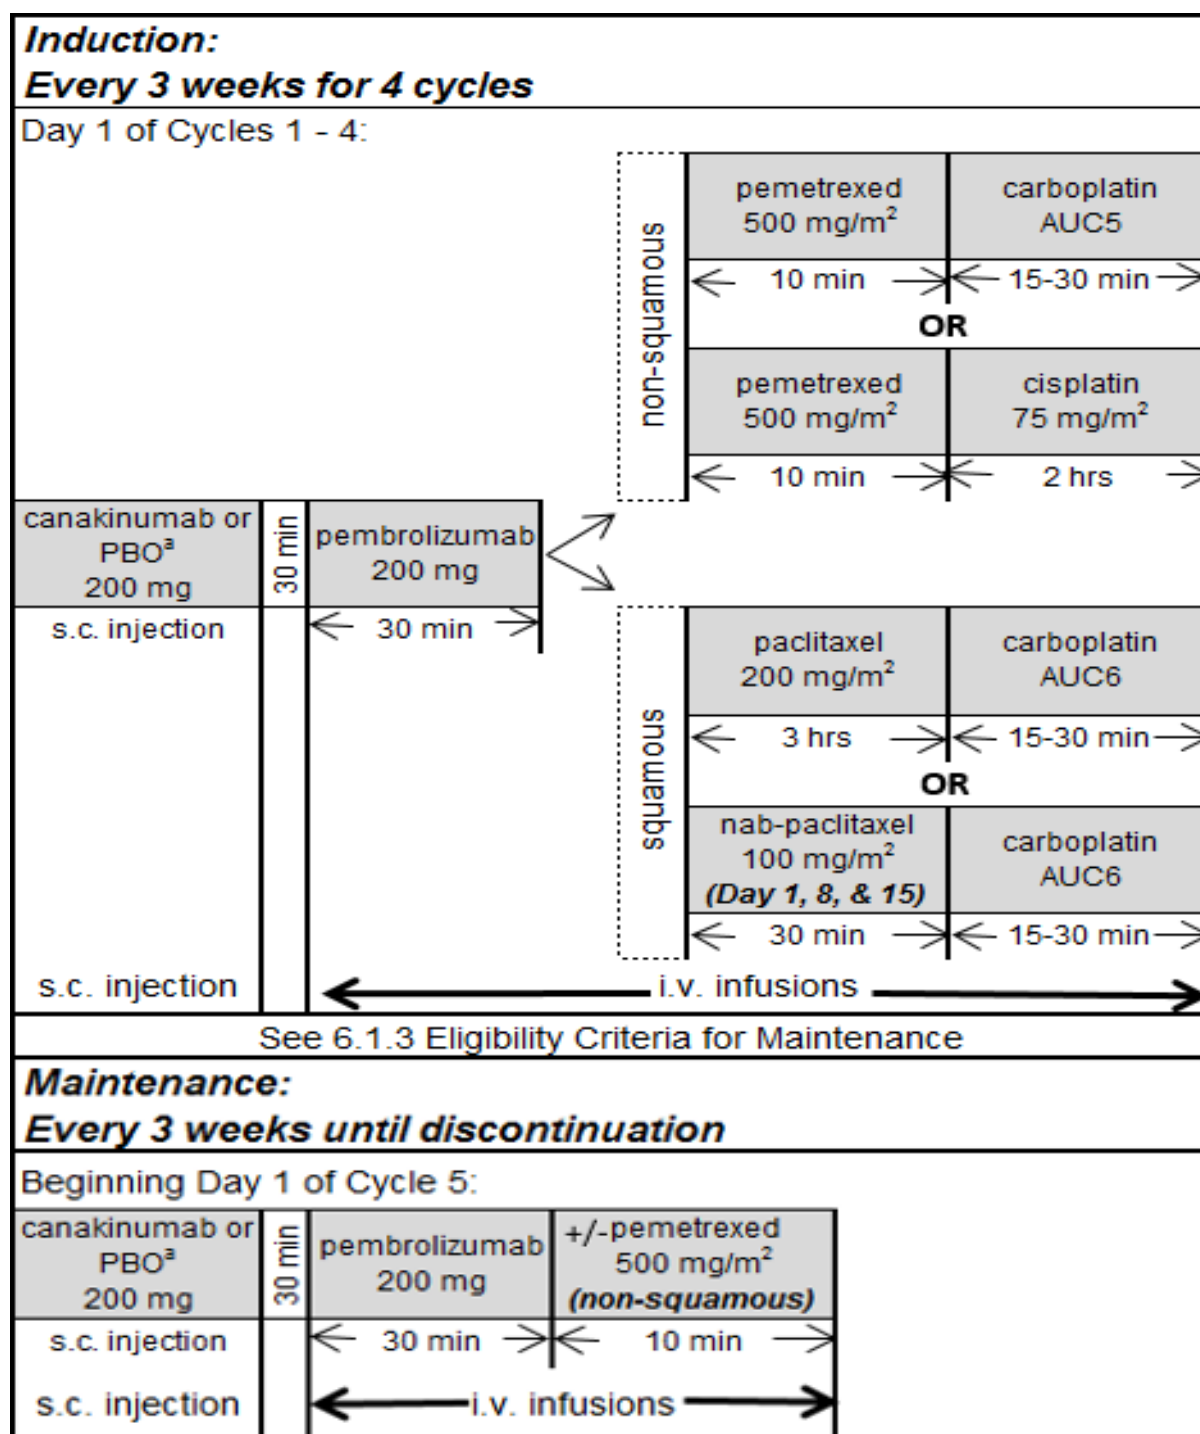 Induction:
Every 3 weeks for 4 cycles
Day 1 of Cycles 1 - 4:
non-squamous
pemetrexed
500 mg/m²
carboplatin
AUC5
10 min
15-30 min
OR
pemetrexed
500 mg/m²
cisplatin
75 mg/m²
10 min
2 hrs
canakinumab or
PBOª
200 mg
30 min
pembrolizumab
200 mg
s.c. injection
30 min
squamous
paclitaxel
200 mg/m²
carboplatin
AUC6
3 hrs
15-30 min
OR
nab-paclitaxel
100 mg/m²
(Day 1, 8, & 15)
carboplatin
AUC6
30 min
15-30 min
s.c. injection
i.v. infusions
See 6.1.3 Eligibility Criteria for Maintenance
Maintenance:
Every 3 weeks until discontinuation
Beginning Day 1 of Cycle 5:
canakinumab or
PBOª
200 mg
30 min
pembrolizumab
200 mg
+/-pemetrexed
500 mg/m²
(non-squamous)
s.c. injection
30 min
10 min
s.c. injection
i.v. infusions